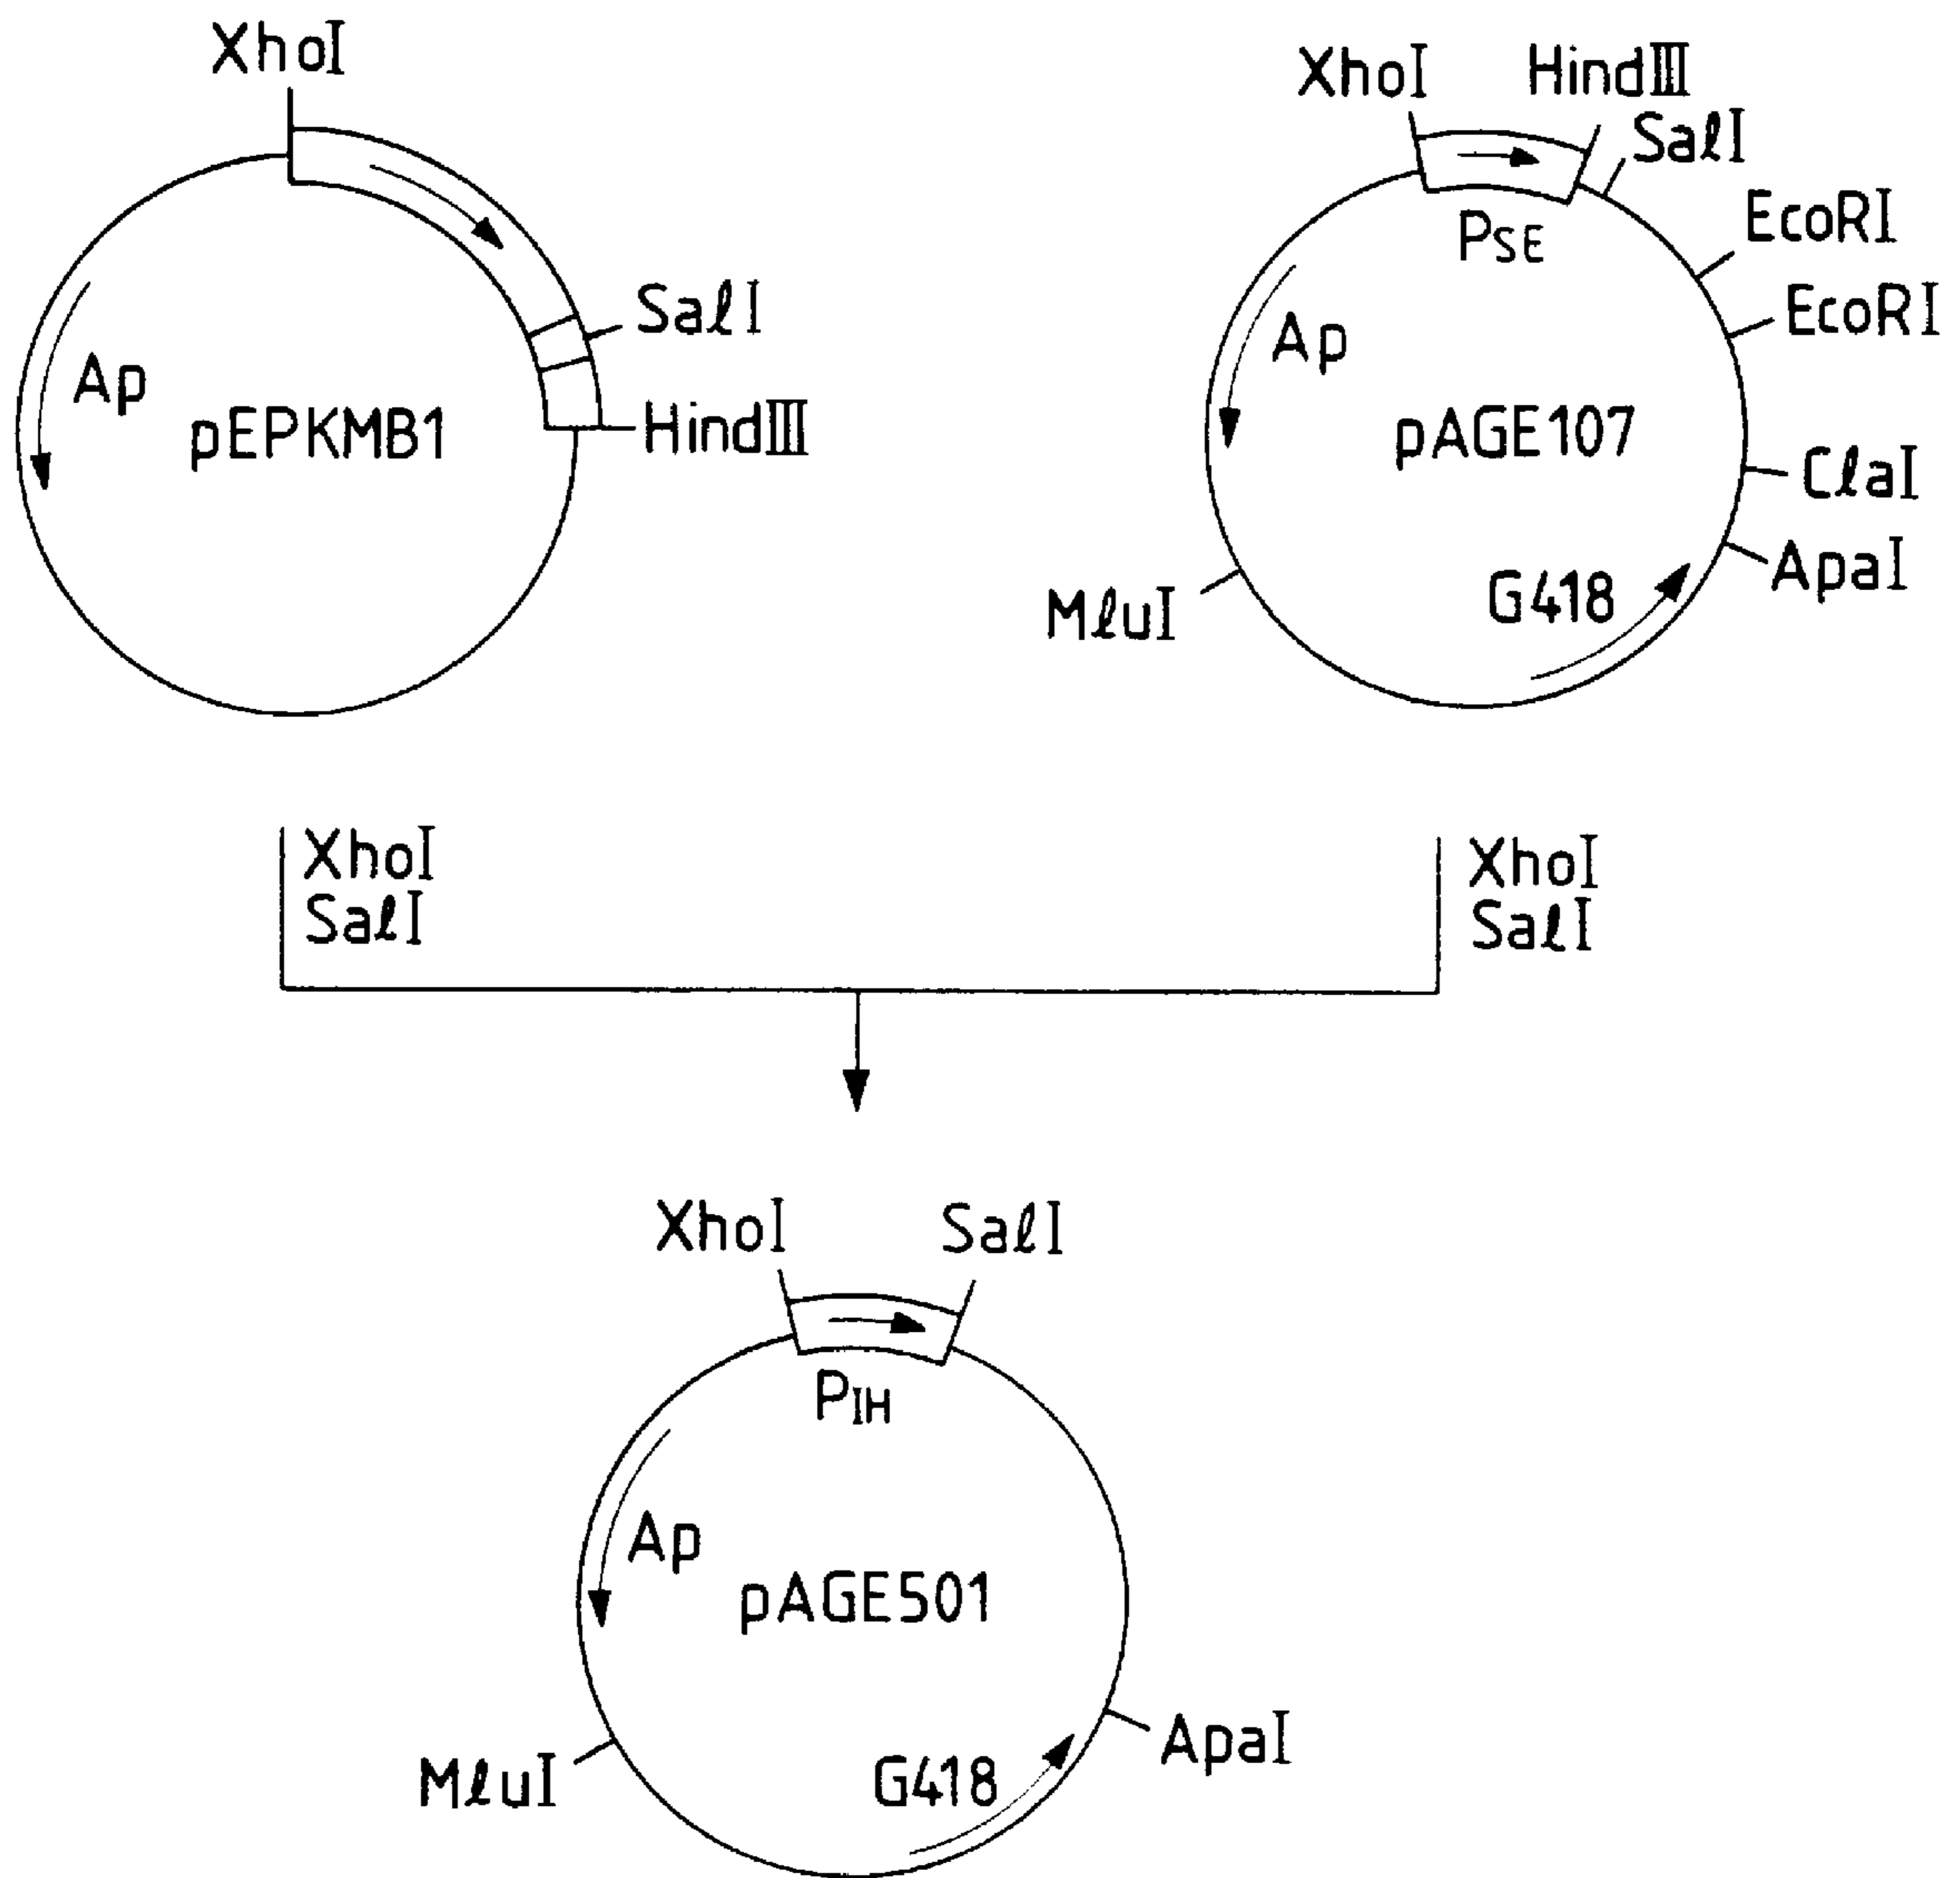 XhoI
SalI
HindIII
Ap
pEPKMB1
XhoI
HindIII
SalI
PSE
EcoRI
EcoRI
Ap
pAGE107
ClaI
ApaI
G418
MluI
XhoI
SalI
XhoI
SalI
XhoI
SalI
PIH
Ap
pAGE501
ApaI
G418
MluI